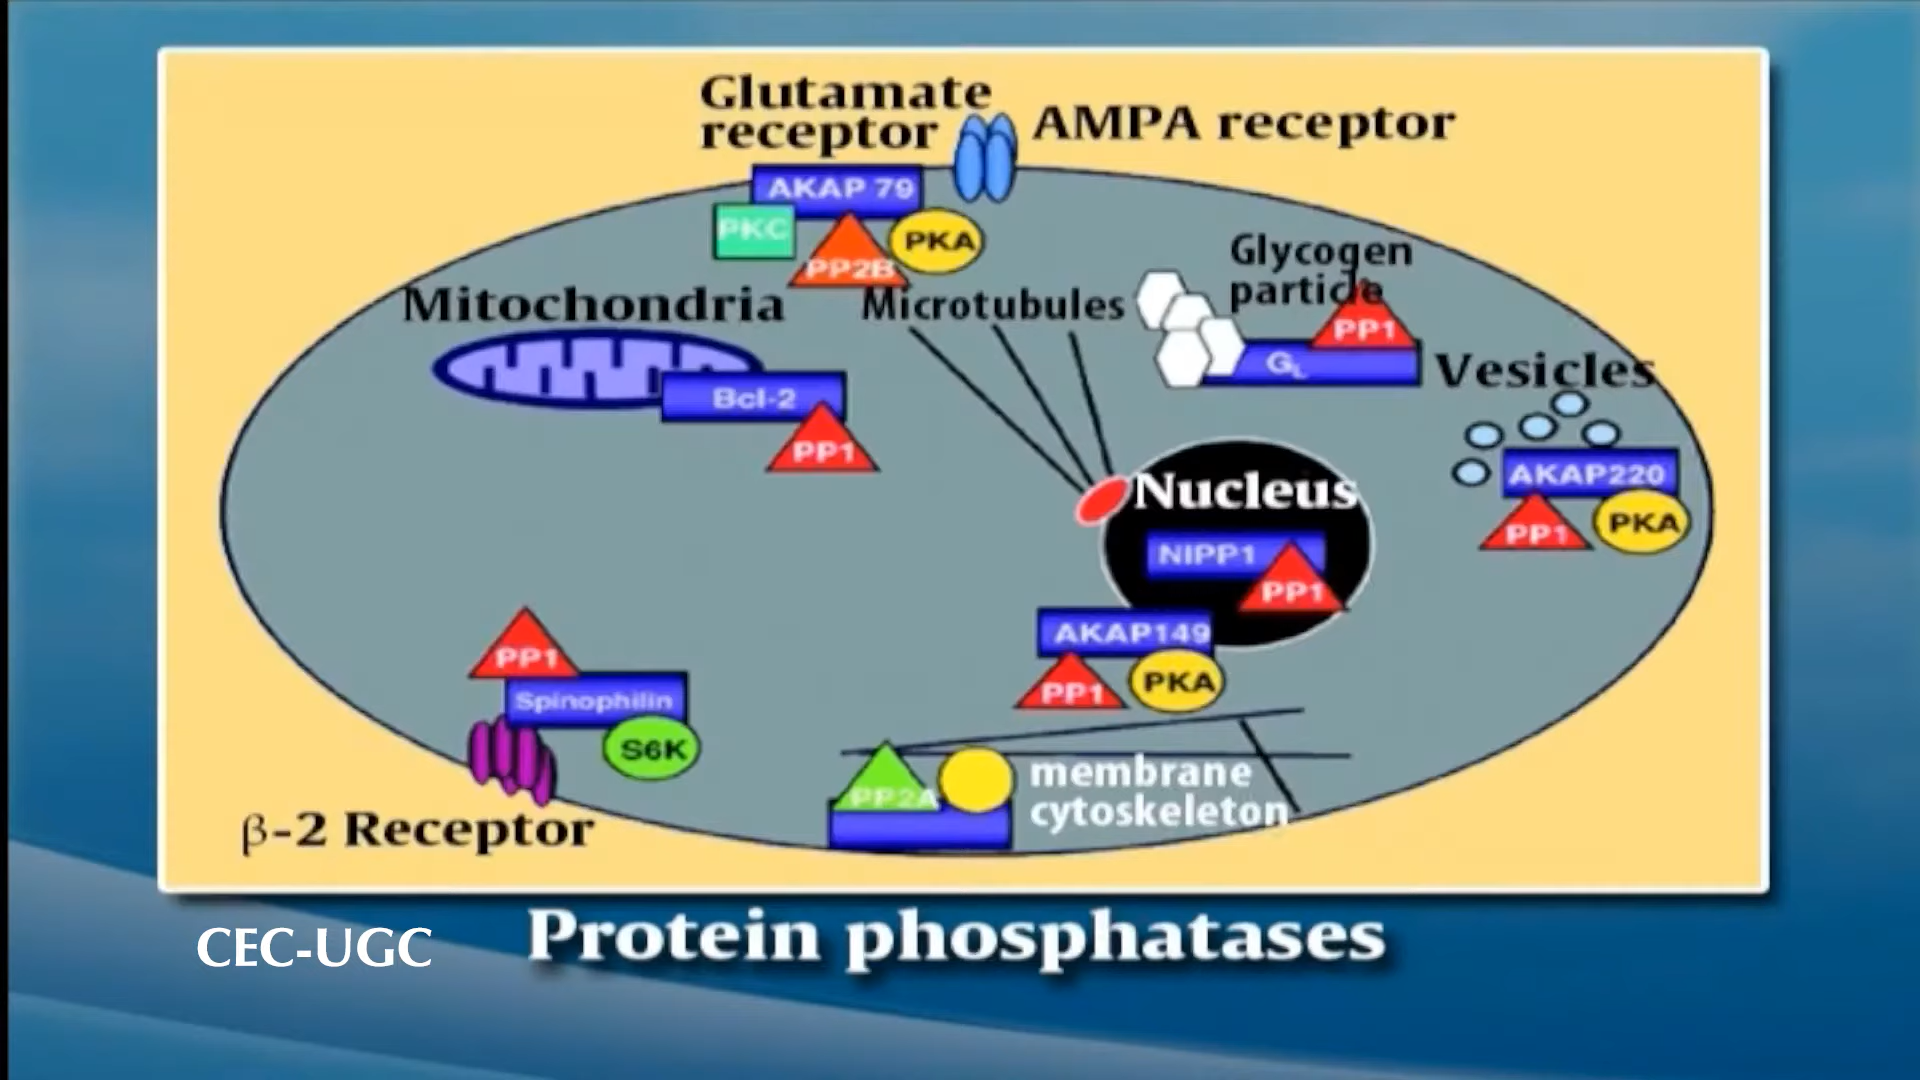 Glutamate
receptor
AMPA receptor
AKAP 79
PKC
PP2B
PKA
Glycogen
particle
Mitochondria
Microtubules
PP1
GL
Vesicles
Bcl-2
PP1
AKAP220
PP1
PKA
Nucleus
NIPP1
PP1
AKAP149
PP1
PKA
PP1
Spinophilin
S6K
PP2A
membrane
cytoskeleton
β-2 Receptor
Protein phosphatases
CEC-UGC